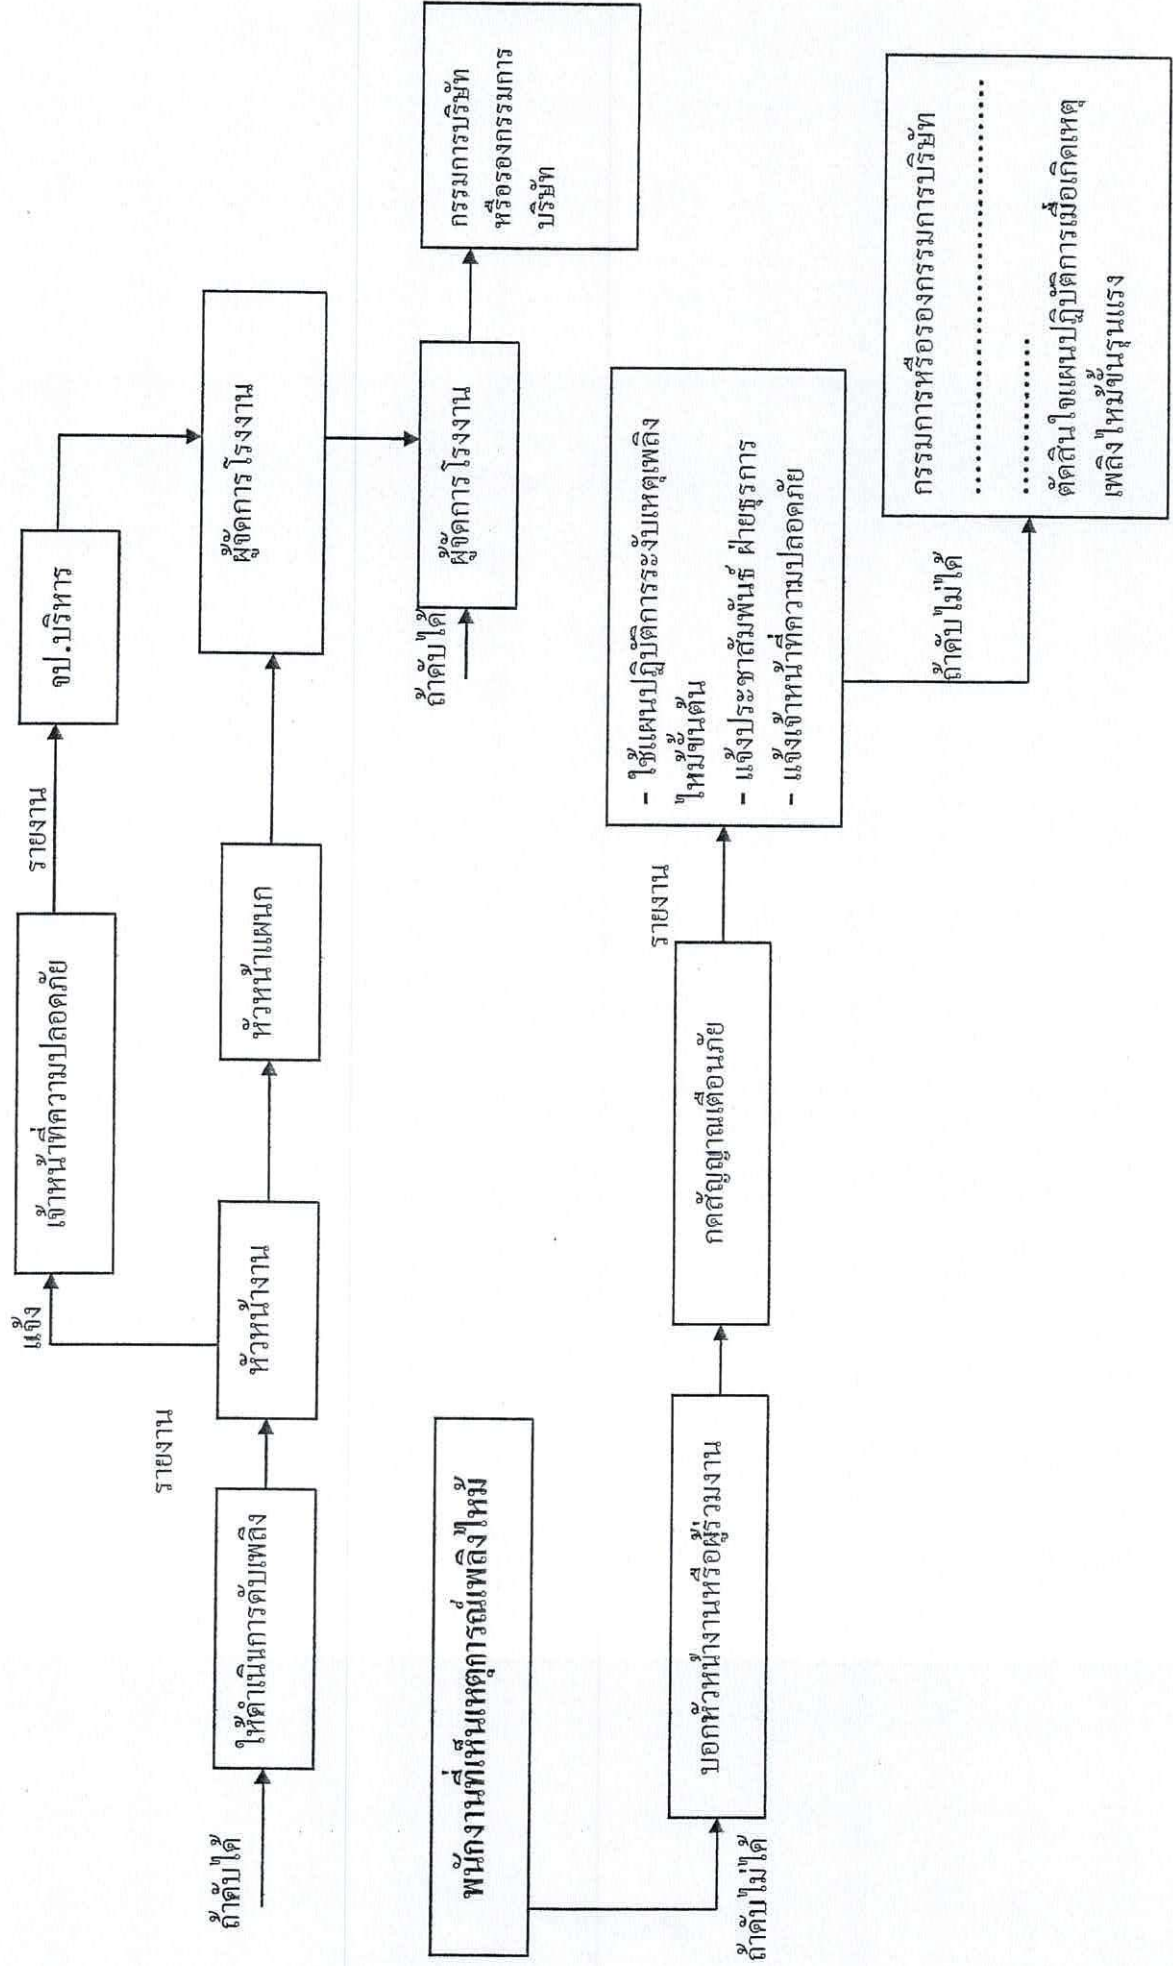 แจ้ง
เจ้าหน้าที่ความปลอดภัย
รายงาน
จป.บริหาร
ถ้าดับได้
ให้ดำเนินการดับเพลิง
รายงาน
หัวหน้างาน
หัวหน้าแผนก
ผู้จัดการโรงงาน
พนักงานที่เห็นเหตุการณ์เพลิงไหม้
ถ้าดับได้
ผู้จัดการโรงงาน
กรรมการบริษัท
หรือรองกรรมการ
บริษัท
ถ้าดับไม่ได้
บอกหัวหน้างานหรือผู้ร่วมงาน
กดสัญญาณเตือนภัย
รายงาน
- ใช้แผนปฏิบัติการระงับเหตุเพลิง
ไหม้ขั้นต้น
- แจ้งประชาสัมพันธ์ ฝ่ายธุรการ
- แจ้งเจ้าหน้าที่ความปลอดภัย
ถ้าดับไม่ได้
กรรมการหรือรองกรรมการบริษัท
..........................................
............
ตัดสินใจแผนปฏิบัติการเมื่อเกิดเหตุ
เพลิงไหม้ขั้นรุนแรง